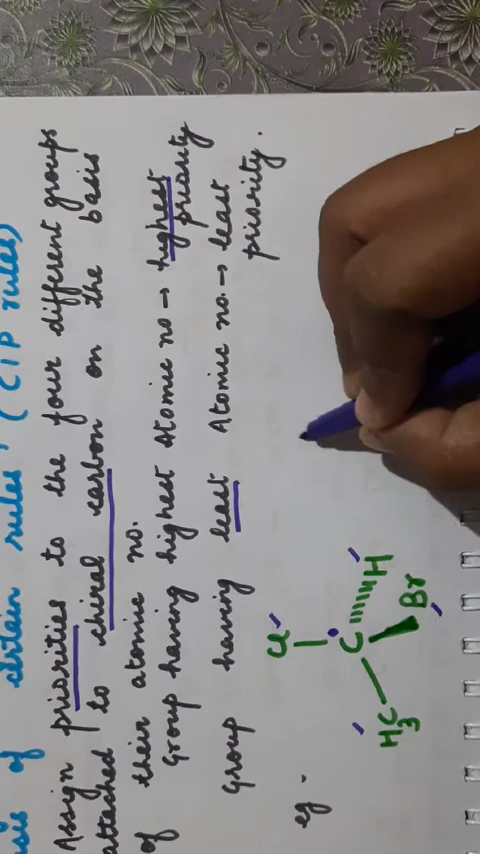 of certain rules' (CIP rules)
Assign priorities to the four different groups
attached to chiral carbon on the basis
of their atomic no.
Group having highest atomic no → highest priority
Group having least Atomic no → least priority.
eg -
Cl
C H
H3C Br